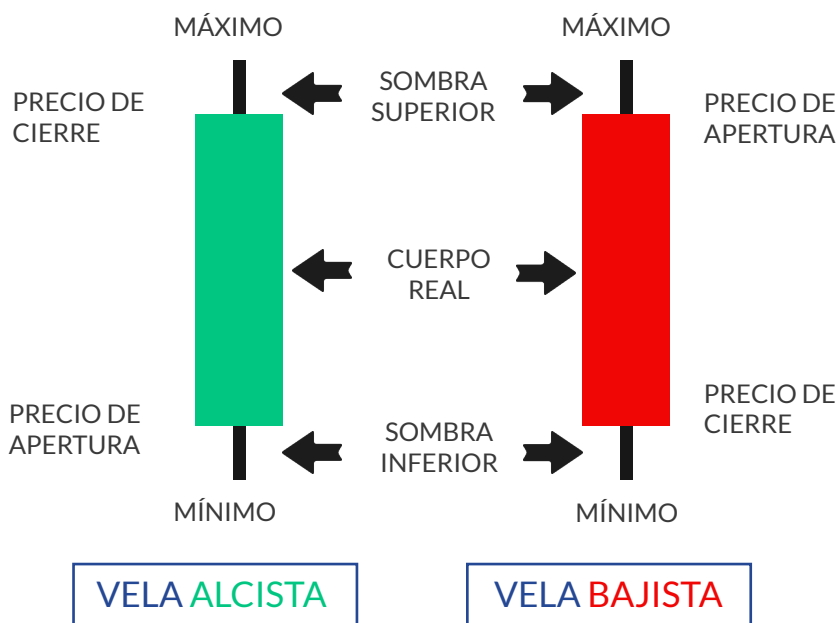 MÁXIMO
MÁXIMO
PRECIO DE
CIERRE
SOMBRA
SUPERIOR
PRECIO DE
APERTURA
CUERPO
REAL
PRECIO DE
APERTURA
SOMBRA
INFERIOR
PRECIO DE
CIERRE
MÍNIMO
MÍNIMO
VELA ALCISTA
VELA BAJISTA